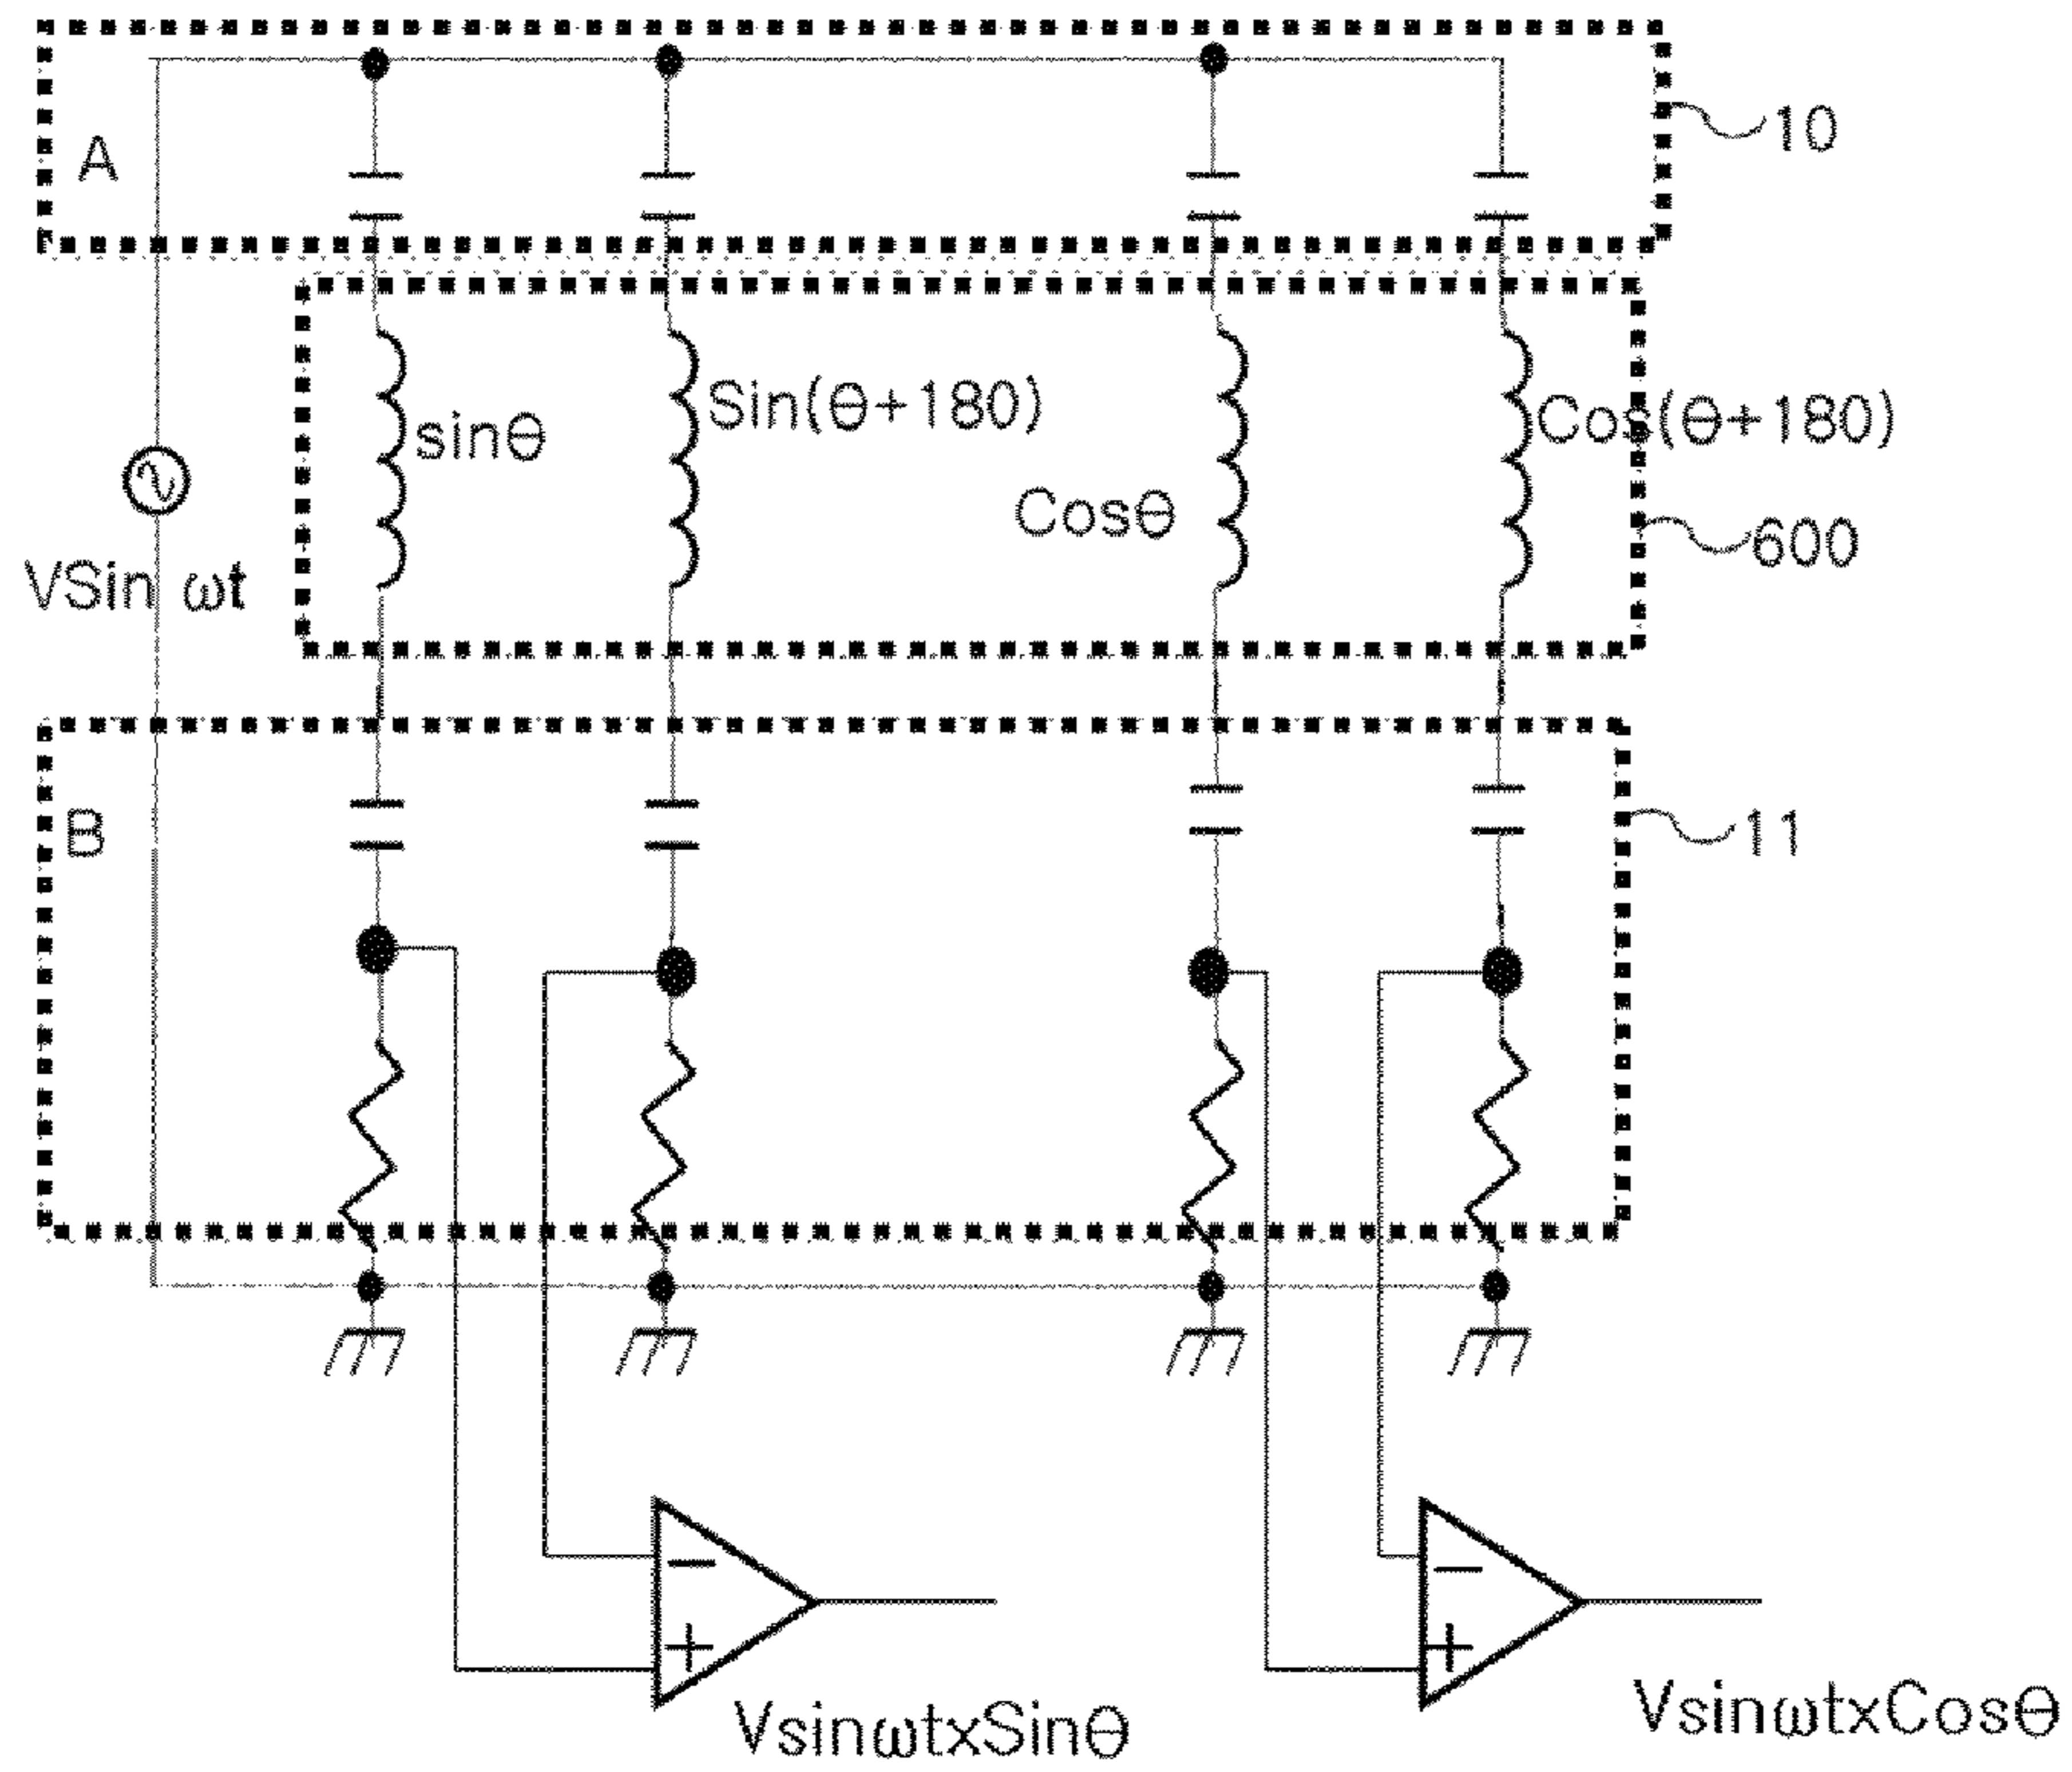 A
10
sinθ
Sin(θ+180)
Cosθ
Cos(θ+180)
VSin ωt
600
B
11
−
+
−
+
VsinωtxSinθ
VsinωtxCosθ